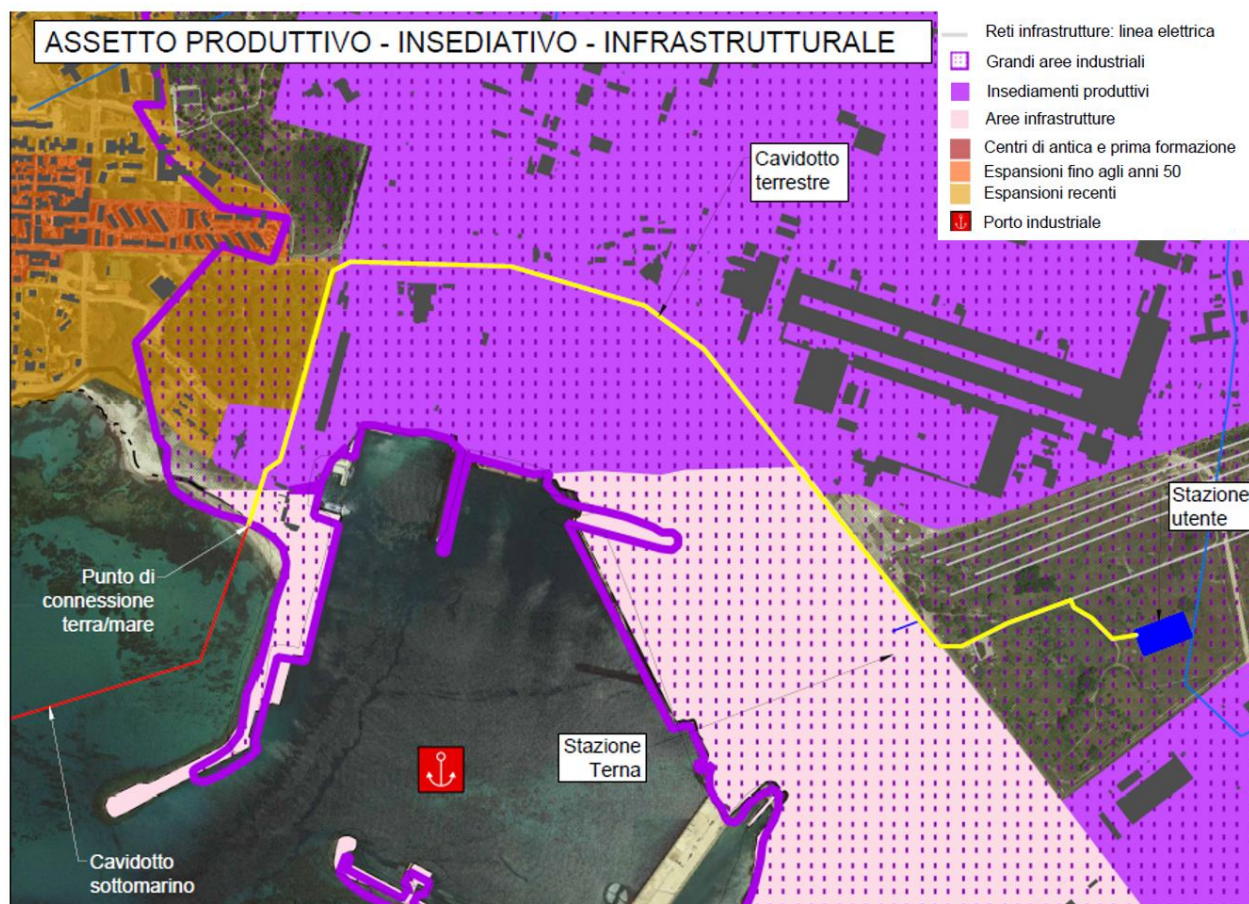 ASSETTO PRODUTTIVO - INSEDIATIVO - INFRASTRUTTURALE
Reti infrastrutture: linea elettrica
Grandi aree industriali
Insediamenti produttivi
Aree infrastrutture
Centri di antica e prima formazione
Espansioni fino agli anni 50
Espansioni recenti
Porto industriale
Cavidotto
terrestre
Stazione
utente
Punto di
connessione
terra/mare
Stazione
Terna
Cavidotto
sottomarino